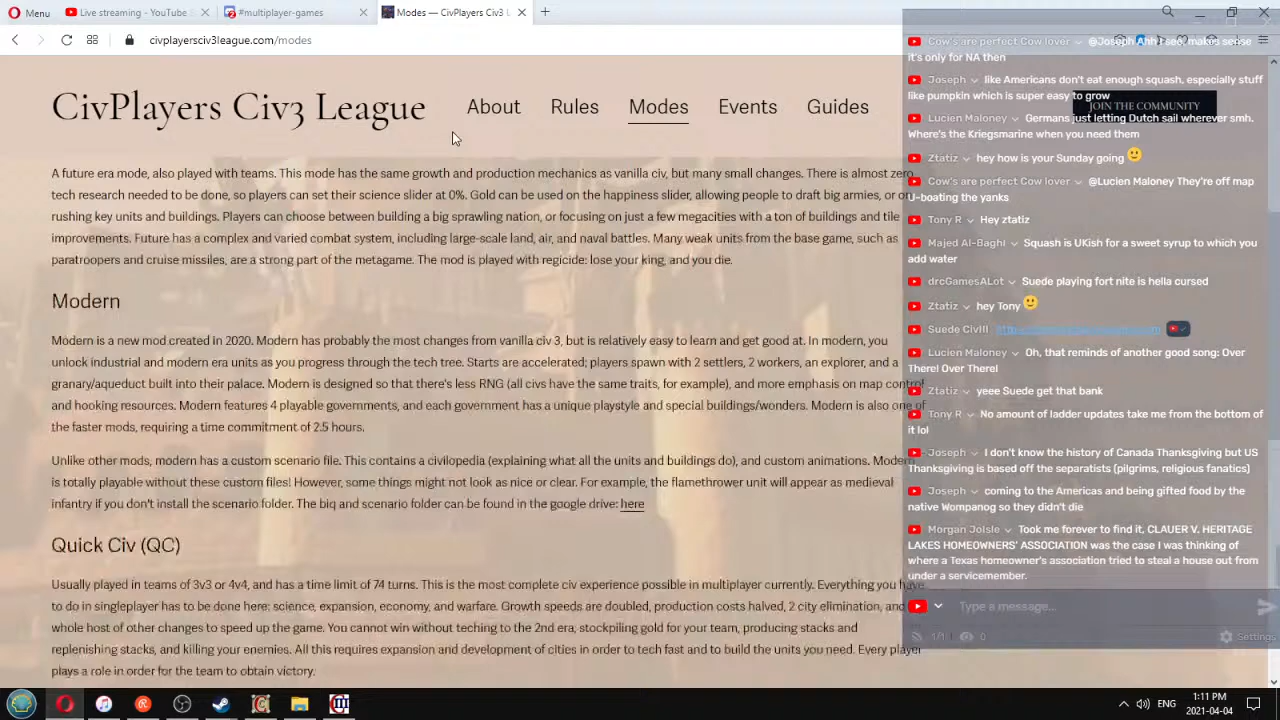 Menu
Live streaming - YouTube S
#multiplayer-games
Modes — CivPlayers Civ3 L
civplayersciv3league.com/modes
CivPlayers Civ3 League
About
Rules
Modes
Events
Guides
JOIN THE COMMUNITY
A future era mode, also played with teams. This mode has the same growth and production mechanics as vanilla civ, but many small changes. There is almost zero
tech research needed to be done, so players can set their science slider at 0%. Gold can be used on the happiness slider, allowing people to draft big armies, or on
rushing key units and buildings. Players can choose between building a big sprawling nation, or focusing on just a few megacities with a ton of buildings and tile
improvements. Future has a complex and varied combat system, including large-scale land, air, and naval battles. Many weak units from the base game, such as
paratroopers and cruise missiles, are a strong part of the metagame. The mod is played with regicide: lose your king, and you die.
Modern
Modern is a new mod created in 2020. Modern has probably the most changes from vanilla civ 3, but is relatively easy to learn and get good at. In modern, you
unlock industrial and modern era units as you progress through the tech tree. Starts are accelerated; players spawn with 2 settlers, 2 workers, an explorer, and a
granary/aqueduct built into their palace. Modern is designed so that there's less RNG (all civs have the same traits, for example), and more emphasis on map control
and hooking resources. Modern features 4 playable governments, and each government has a unique playstyle and special buildings/wonders. Modern is also one of
the faster mods, requiring a time commitment of 2.5 hours.
Unlike other mods, modern has a custom scenario file. This contains a civilopedia (explaining what all the units and buildings do), and custom animations. Modern
is totally playable without these custom files! However, some things might not look as nice or clear. For example, the flamethrower unit will appear as medieval
infantry if you don't install the scenario folder. The biq and scenario folder can be found in the google drive: here
Quick Civ (QC)
Usually played in teams of 3v3 or 4v4, and has a time limit of 74 turns. This is the most complete civ experience possible in multiplayer currently. Everything you have
to do in singleplayer has to be done here: science, expansion, economy, and warfare. Growth speeds are doubled, production costs halved, 2 city elimination, and a
whole host of other changes to speed up the game. You cannot win without teching to the 2nd era; stockpiling gold for your team, producing stacks and
replenishing stacks, and killing your enemies. All this requires expansion and development of cities in order to tech fast and to build the units you need. Every player
plays a role in order for the team to obtain victory.
Cow's are perfect Cow lover @Joseph Ahh I see, makes sense
it's only for NA then
Joseph like Americans don't eat enough squash, especially stuff
like pumpkin which is super easy to grow
Lucien Maloney Germans just letting Dutch sail wherever smh.
Where's the Kriegsmarine when you need them
Ztatiz hey how is your Sunday going
Cow's are perfect Cow lover @Lucien Maloney They're off map
U-boating the yanks
Tony R Hey ztatiz
Majed Al-Baghl Squash is UKish for a sweet syrup to which you
add water
drcGamesALot Suede playing fort nite is hella cursed
Ztatiz hey Tony
Suede CivIII
Lucien Maloney Oh, that reminds of another good song: Over
There! Over There!
Ztatiz yeee Suede get that bank
Tony R No amount of ladder updates take me from the bottom of
it lol
Joseph I don't know the history of Canada Thanksgiving but US
Thanksgiving is based off the separatists (pilgrims, religious fanatics)
Joseph coming to the Americas and being gifted food by the
native Wompanog so they didn't die
Morgan Jolsle Took me forever to find it, CLAUER V. HERITAGE
LAKES HOMEOWNERS' ASSOCIATION was the case I was thinking of
where a Texas homeowner's association tried to steal a house out from
under a servicemember.
Type a message...
1/1 0 Settings
ENG
1:11 PM
2021-04-04